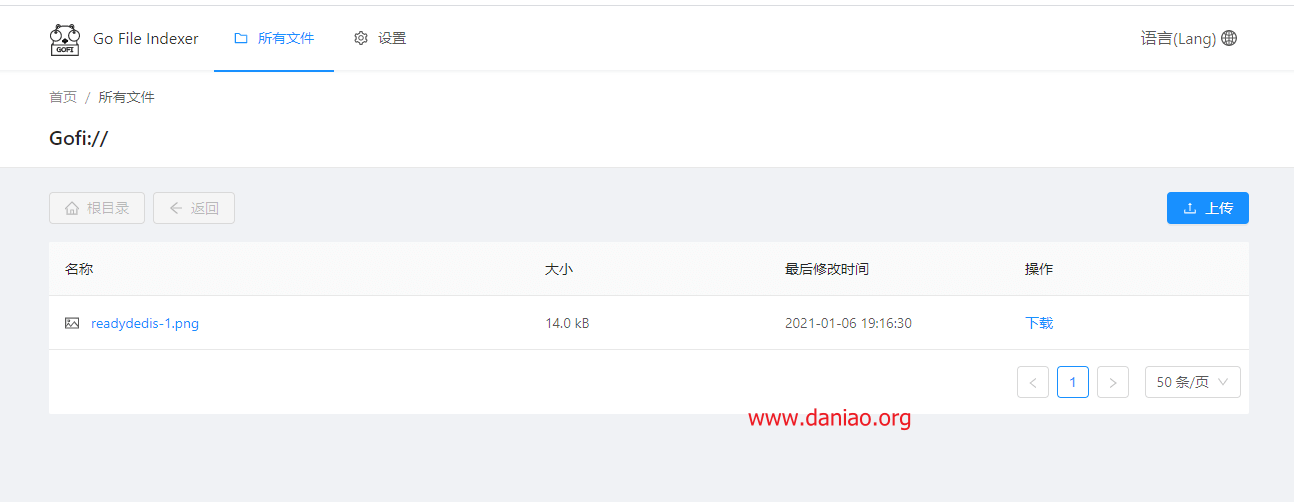 GOFI Go File Indexer 所有文件 设置 语言(Lang)
首页 / 所有文件
Gofi://
根目录 返回 上传
名称 大小 最后修改时间 操作
readydedis-1.png 14.0 kB 2021-01-06 19:16:30 下载
< 1 > 50 条/页
www.daniao.org